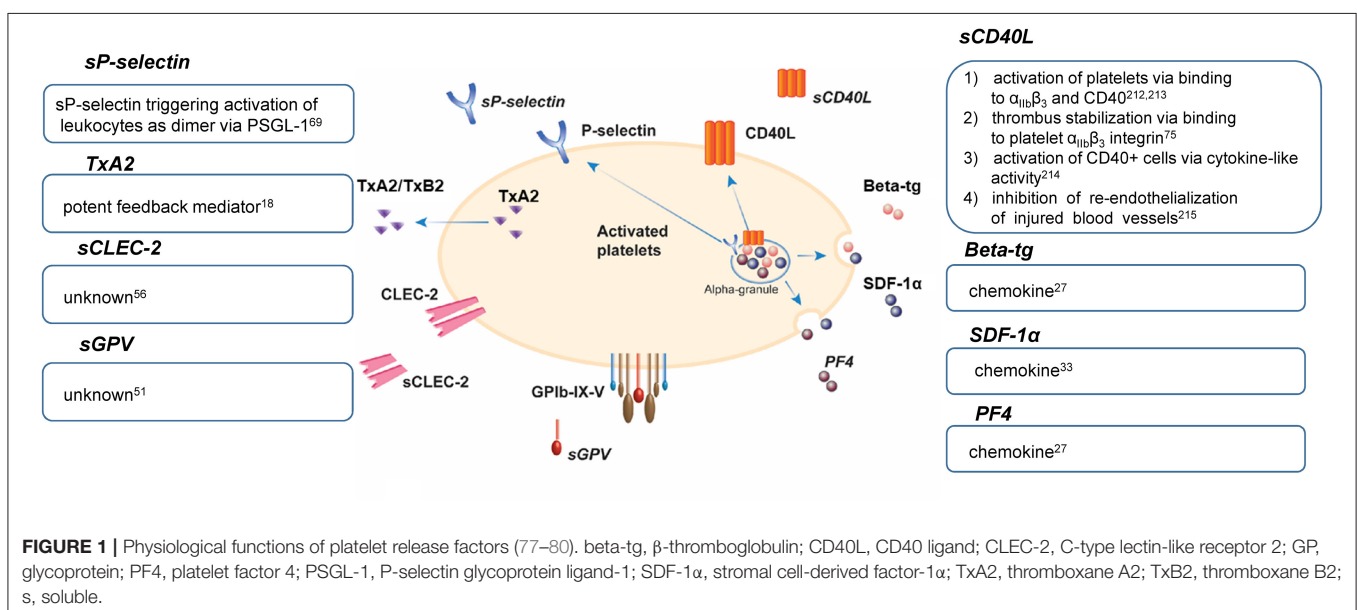 sP-selectin
sP-selectin triggering activation of
leukocytes as dimer via PSGL-1⁶⁹
TxA2
potent feedback mediator¹⁸
sCLEC-2
unknown⁵⁶
sGPV
unknown⁵¹
sP-selectin
P-selectin
sCD40L
CD40L
TxA2/TxB2
TxA2
Activated
platelets
Alpha-granule
Beta-tg
SDF-1α
PF4
CLEC-2
sCLEC-2
GPIb-IX-V
sGPV
sCD40L
1) activation of platelets via binding
to αIIbβ₃ and CD40²¹²,²¹³
2) thrombus stabilization via binding
to platelet αIIbβ₃ integrin⁷⁵
3) activation of CD40+ cells via cytokine-like
activity²¹⁴
4) inhibition of re-endothelialization
of injured blood vessels²¹⁵
Beta-tg
chemokine²⁷
SDF-1α
chemokine³³
PF4
chemokine²⁷
FIGURE 1 | Physiological functions of platelet release factors (77–80). beta-tg, β-thromboglobulin; CD40L, CD40 ligand; CLEC-2, C-type lectin-like receptor 2; GP,
glycoprotein; PF4, platelet factor 4; PSGL-1, P-selectin glycoprotein ligand-1; SDF-1α, stromal cell-derived factor-1α; TxA2, thromboxane A2; TxB2, thromboxane B2;
s, soluble.